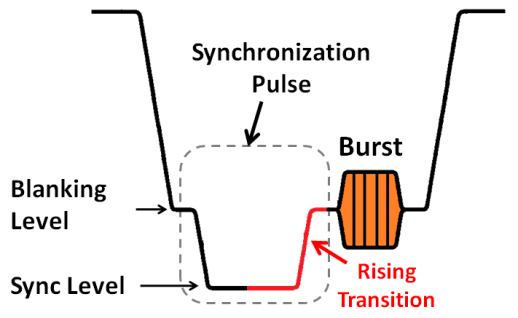 Synchronization
Pulse
Burst
Blanking
Level
Sync Level
Rising
Transition